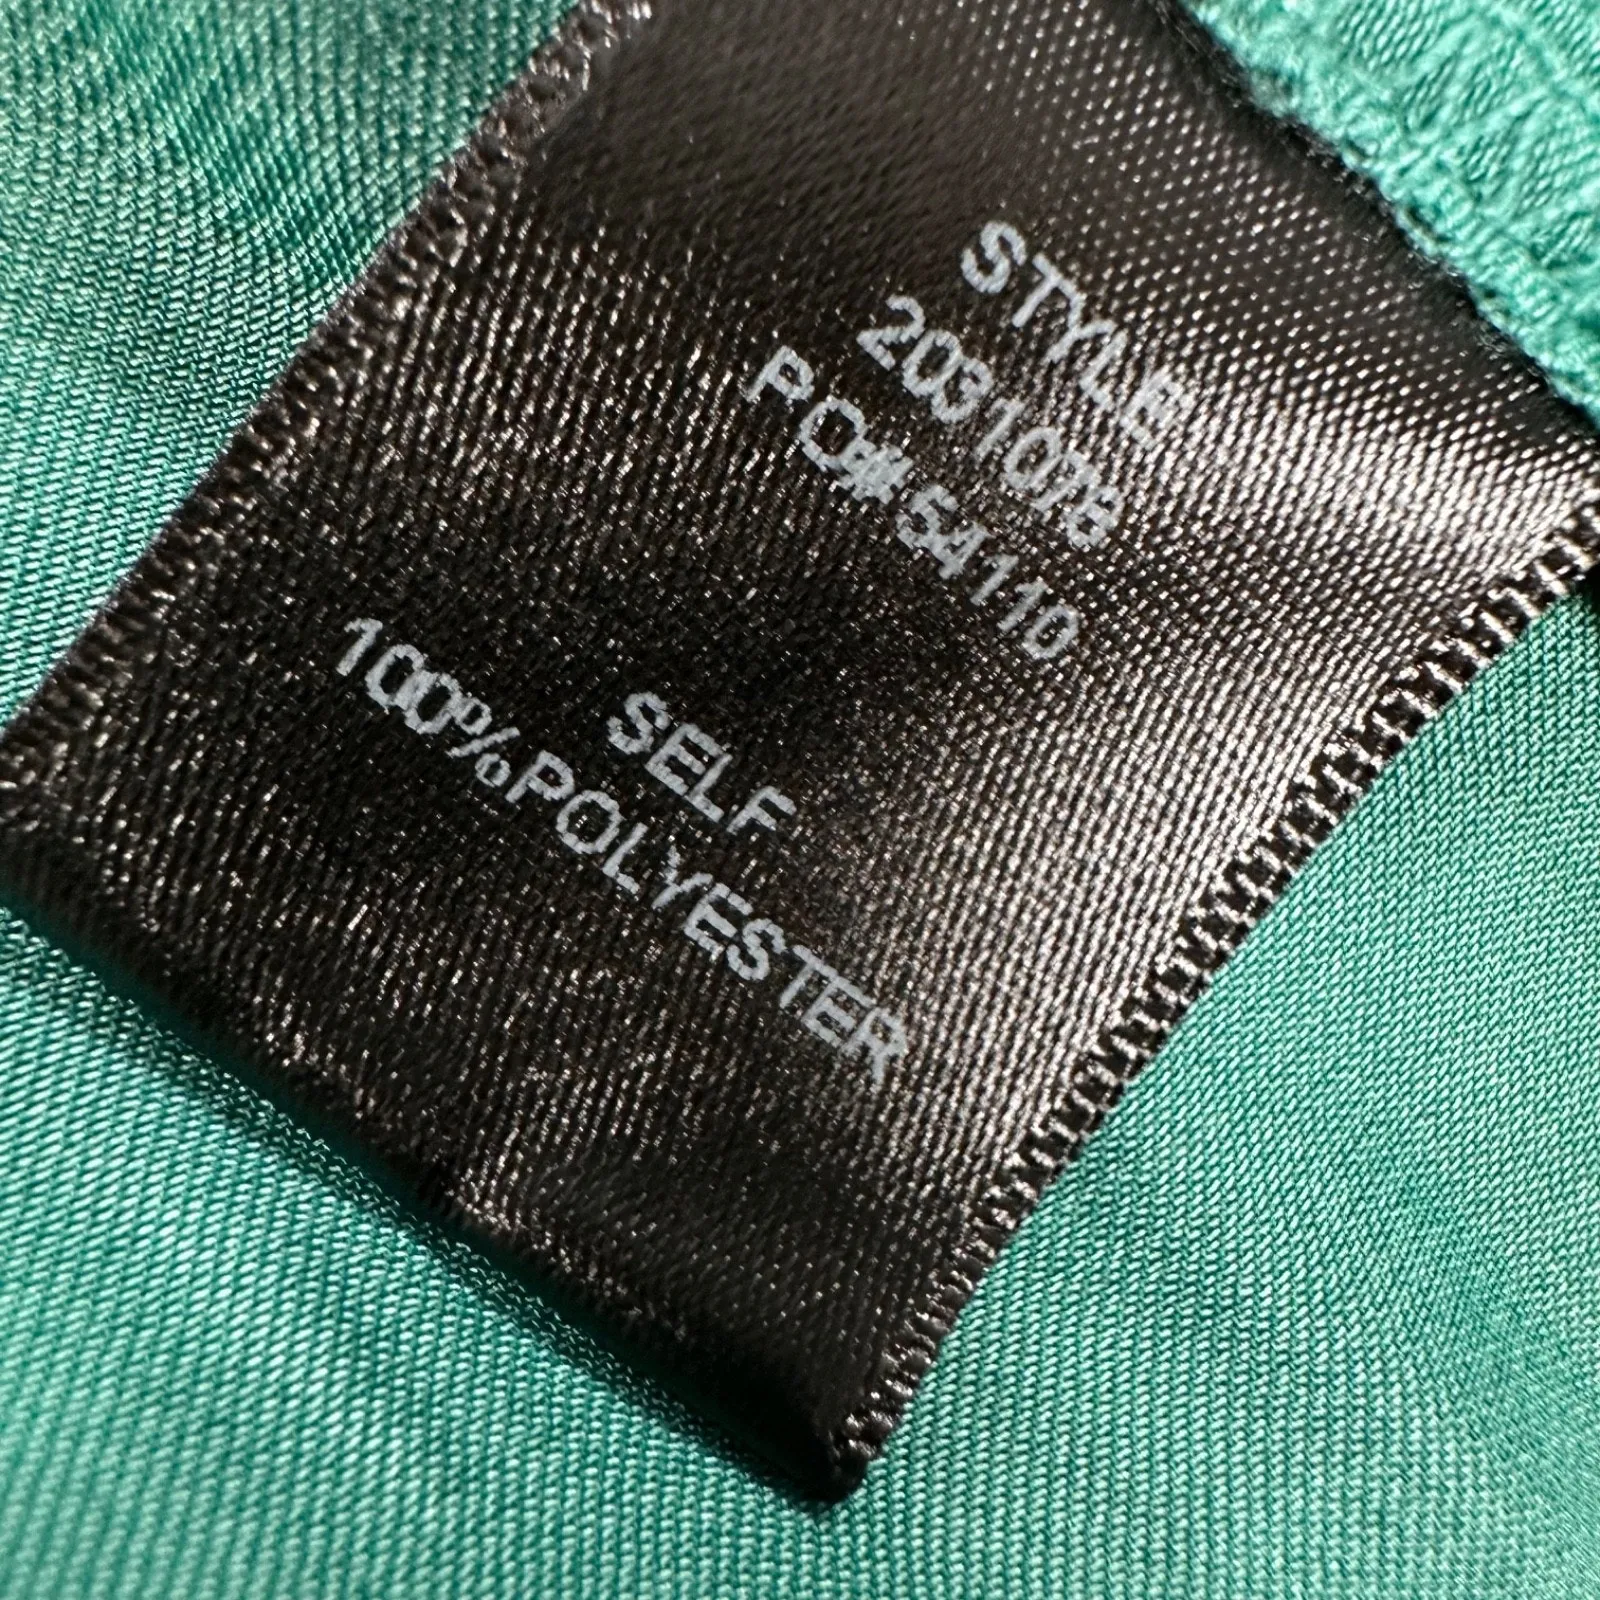 STYLE
2031078
PO# 54110
SELF
100%POLYESTER